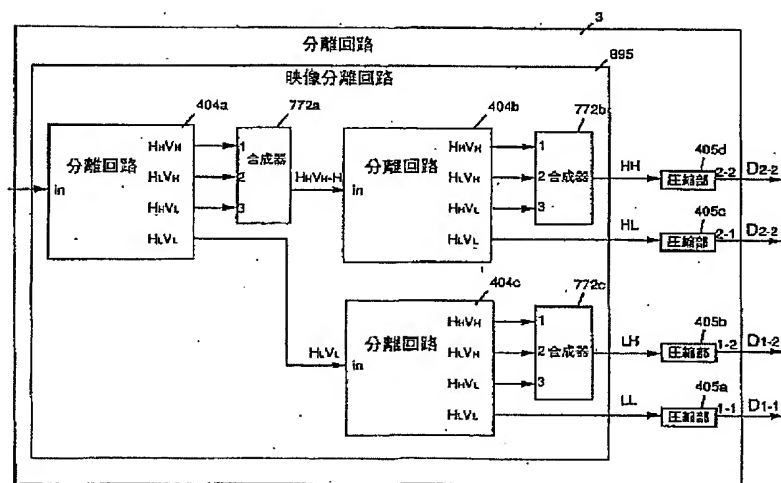 3
分離回路
895
映像分離回路
404a
772a
404b
772b
405d
分離回路
in
HHVH
HLVH
HHVL
HLVL
1
2
3
合成器
HHVH-H
分離回路
in
HHVH
HLVH
HHVL
HLVL
1
2
3
合成器
HH
圧縮部
2-2
D2-2
405c
HL
圧縮部
2-1
D2-2
404c
772c
405b
HLVL
分離回路
in
HHVH
HLVH
HHVL
HLVL
1
2
3
合成器
LH
圧縮部
1-2
D1-2
405a
LL
圧縮部
1-1
D1-1